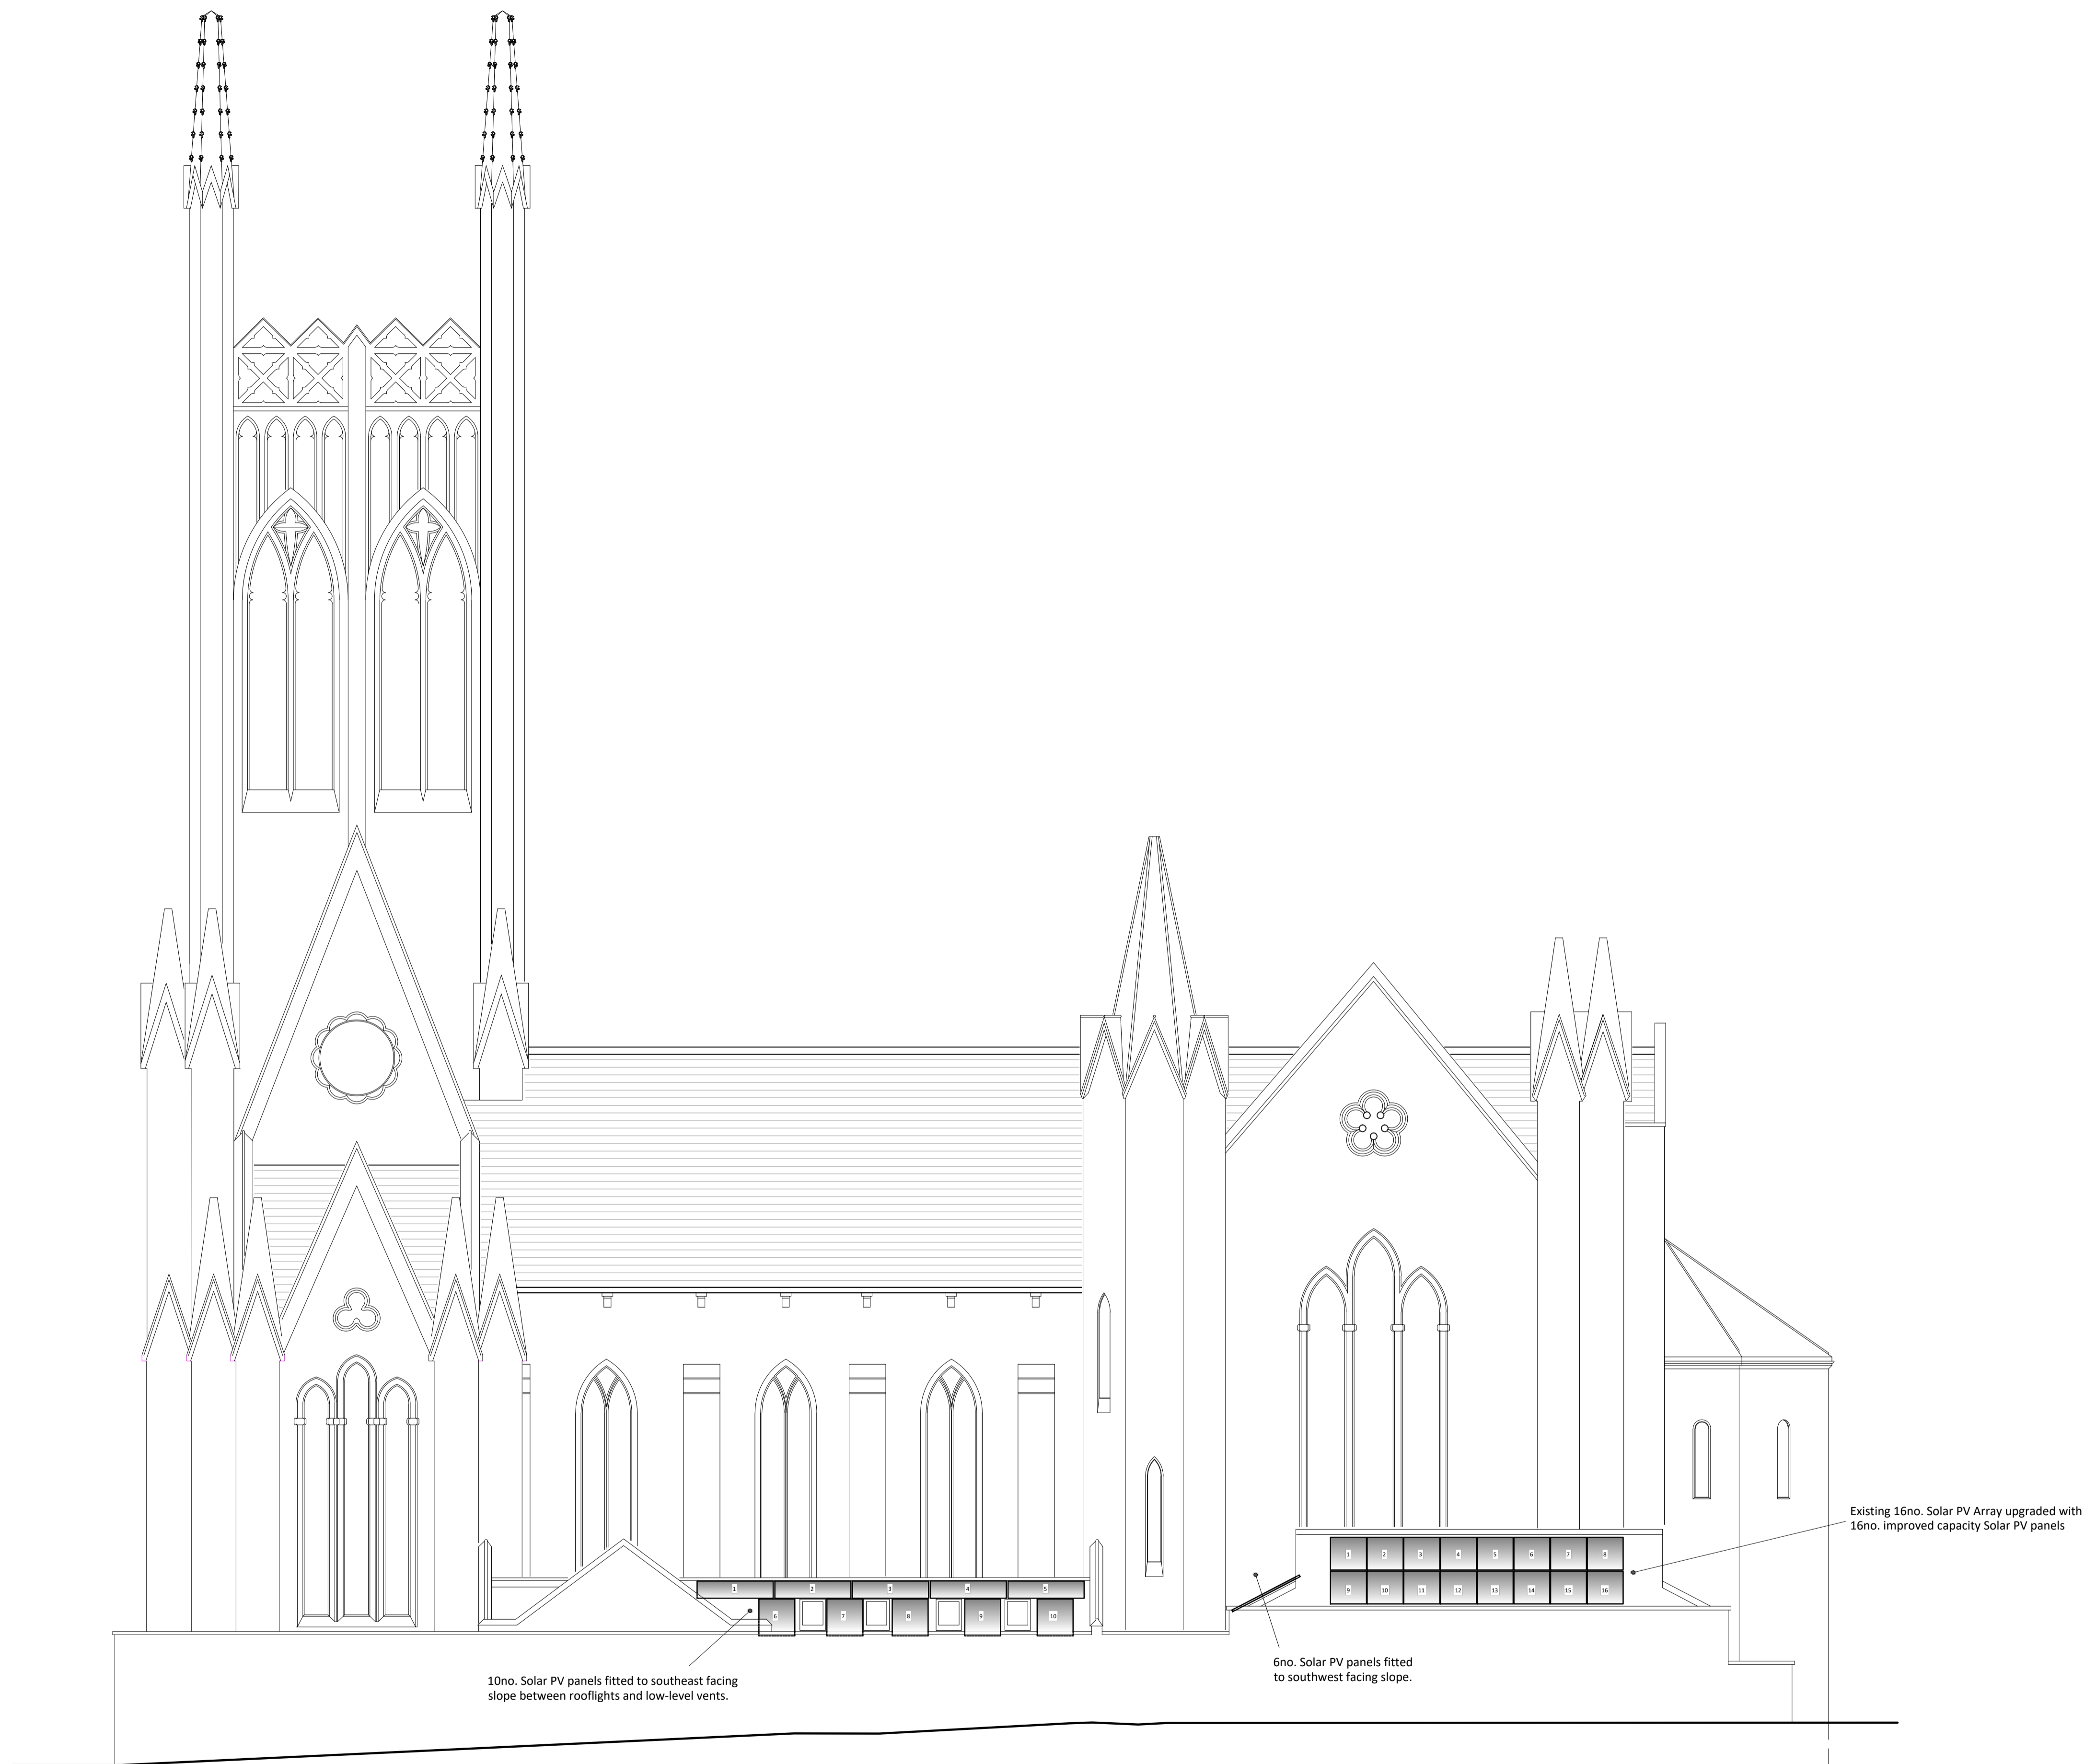 Existing 16no. Solar PV Array upgraded with
16no. improved capacity Solar PV panels
1 2 3 4 5 6 7 8
9 10 11 12 13 14 15 16
1 2 3 4 5
6 7 8 9 10
6no. Solar PV panels fitted
to southwest facing slope.
10no. Solar PV panels fitted to southeast facing
slope between rooflights and low-level vents.